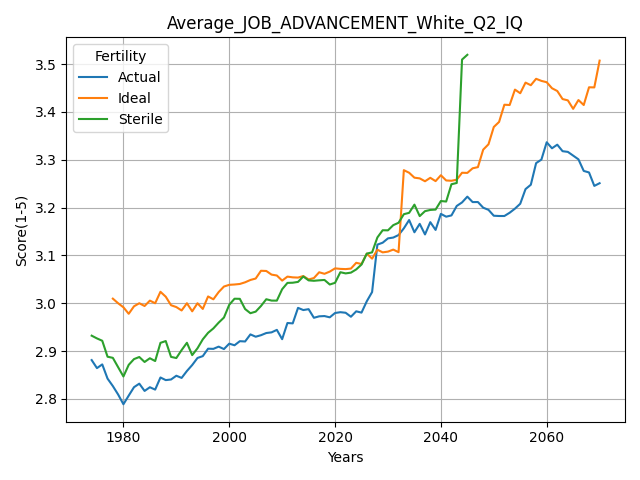 Average_JOB_ADVANCEMENT_White_Q2_IQ
Fertility
Actual
Ideal
Sterile
Score(1-5)
3.5
3.4
3.3
3.2
3.1
3.0
2.9
2.8
1980
2000
2020
2040
2060
Years